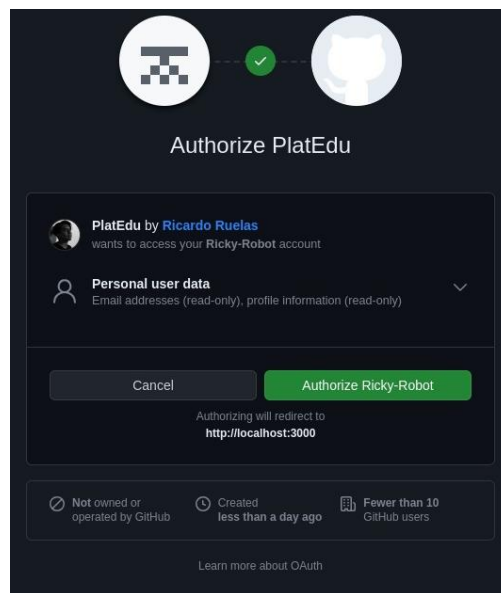 Authorize PlatEdu
PlatEdu by Ricardo Ruelas
wants to access your Ricky-Robot account
Personal user data
Email addresses (read-only), profile information (read-only)
Cancel
Authorize Ricky-Robot
Authorizing will redirect to
http://localhost:3000
Not owned or
operated by GitHub
Created
less than a day ago
Fewer than 10
GitHub users
Learn more about OAuth